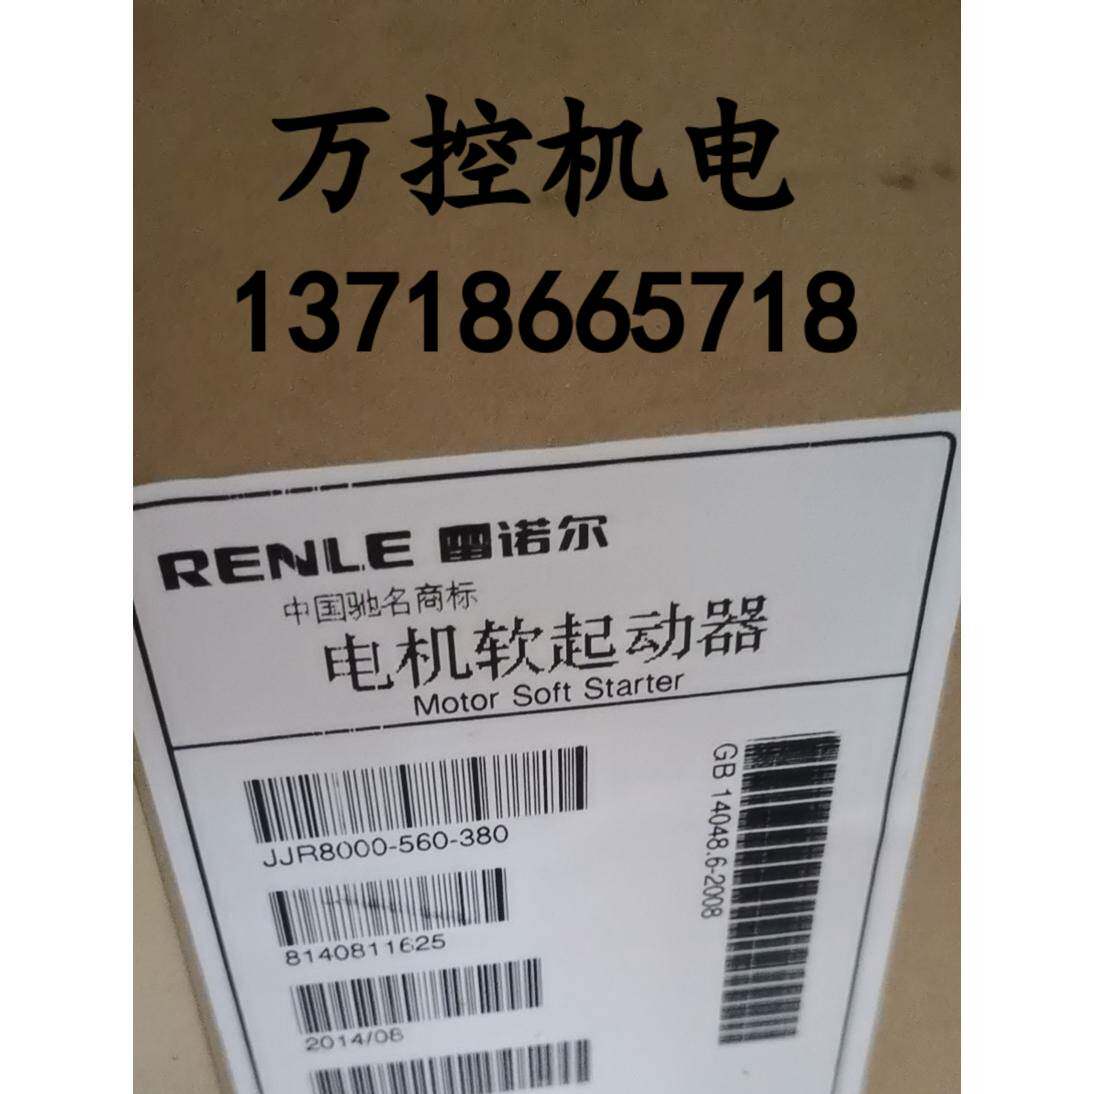 万控机电
13718665718
RENLE 雷诺尔
中国驰名商标
电机软起动器
Motor Soft Starter
JJR8000-560-380
8140811625
2014/08
GB 14048.6-2008